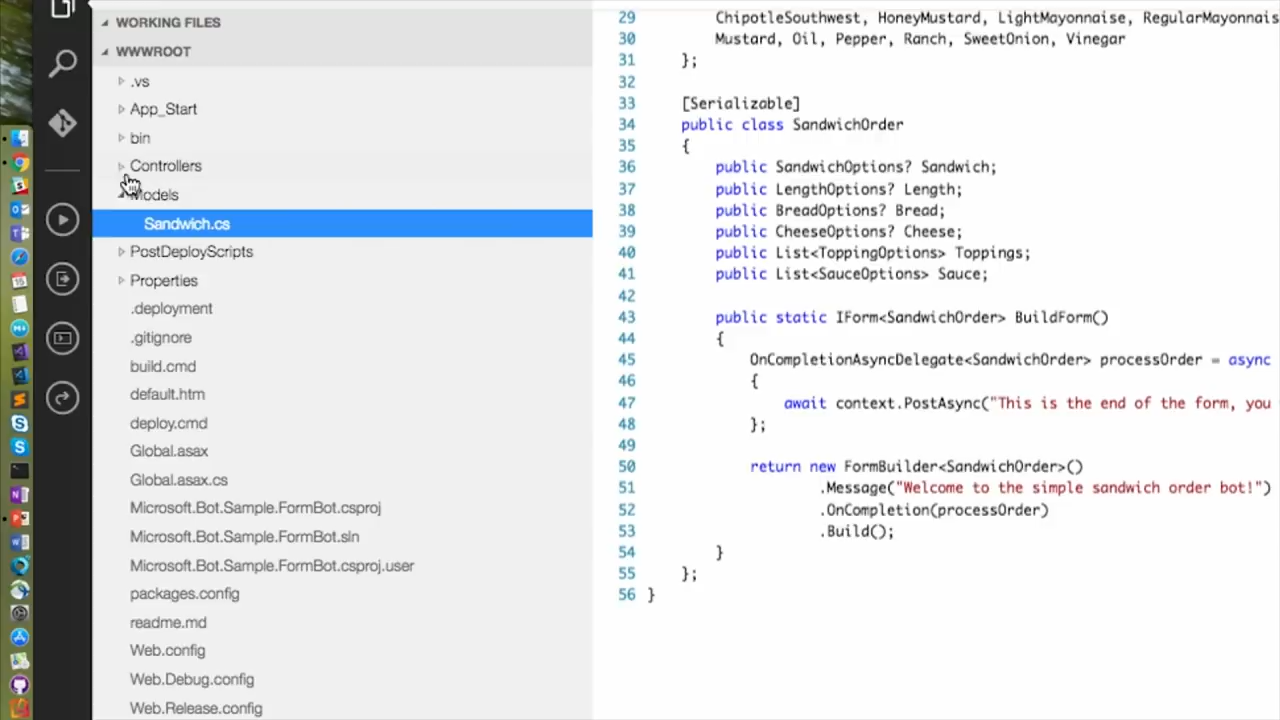 WORKING FILES
WWWROOT
.vs
App_Start
bin
Controllers
Models
Sandwich.cs
PostDeployScripts
Properties
.deployment
.gitignore
build.cmd
default.htm
deploy.cmd
Global.asax
Global.asax.cs
Microsoft.Bot.Sample.FormBot.csproj
Microsoft.Bot.Sample.FormBot.sln
Microsoft.Bot.Sample.FormBot.csproj.user
packages.config
readme.md
Web.config
Web.Debug.config
Web.Release.config
29 ChipotleSouthwest, HoneyMustard, LightMayonnaise, RegularMayonnais
30 Mustard, Oil, Pepper, Ranch, SweetOnion, Vinegar
31 };
32
33 [Serializable]
34 public class SandwichOrder
35 {
36 public SandwichOptions? Sandwich;
37 public LengthOptions? Length;
38 public BreadOptions? Bread;
39 public CheeseOptions? Cheese;
40 public List<ToppingOptions> Toppings;
41 public List<SauceOptions> Sauce;
42
43 public static IForm<SandwichOrder> BuildForm()
44 {
45 OnCompletionAsyncDelegate<SandwichOrder> processOrder = async
46 {
47 await context.PostAsync("This is the end of the form, you
48 };
49
50 return new FormBuilder<SandwichOrder>()
51 .Message("Welcome to the simple sandwich order bot!")
52 .OnCompletion(processOrder)
53 .Build();
54 }
55 };
56 }